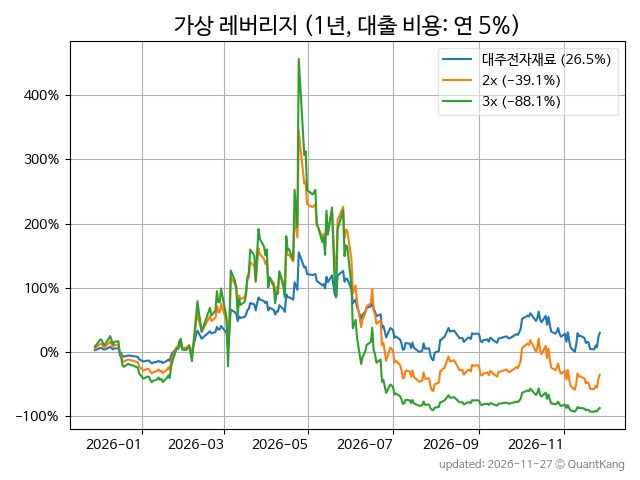 가상 레버리지 (1년, 대출 비용: 연 5%)
대주전자재료 (26.5%)
2x (−39.1%)
3x (−88.1%)
400%
300%
200%
100%
0%
−100%
2026-01 2026-03 2026-05 2026-07 2026-09 2026-11
updated: 2026-11-27 © QuantKang